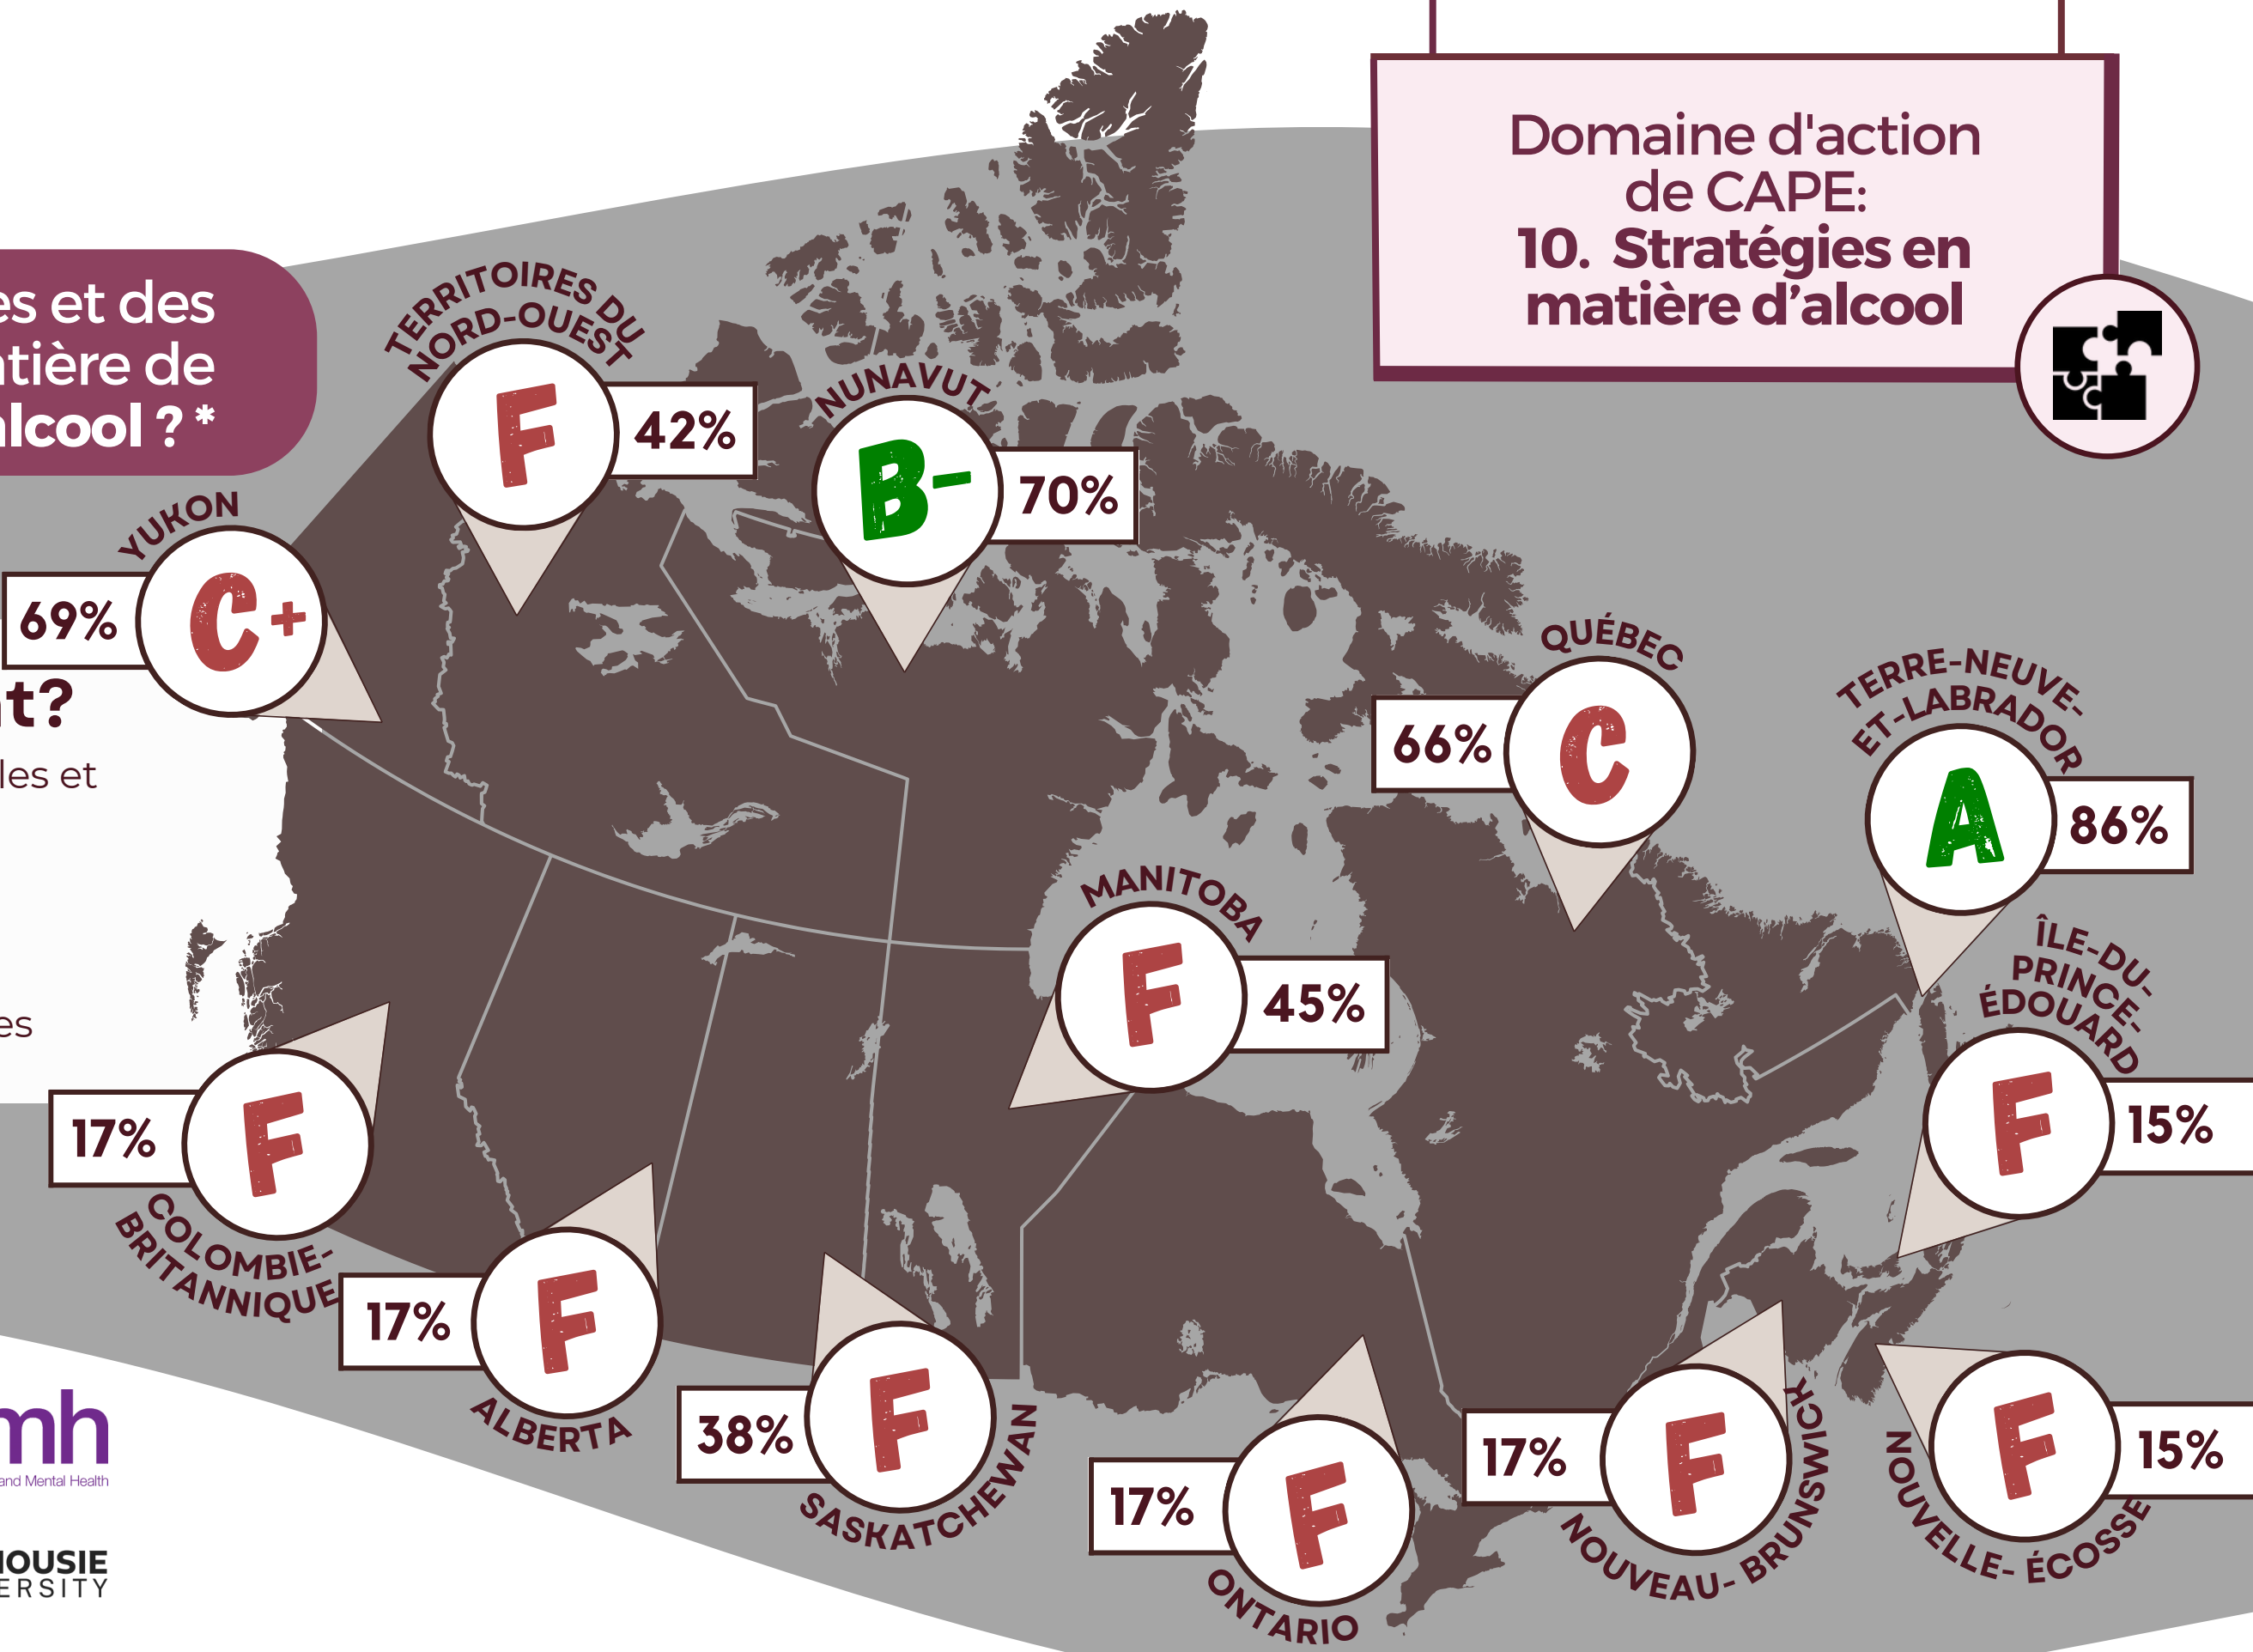 Domaine d'action
de CAPE:
10. Stratégies en
matière d’alcool
es et des
tière de
alcool ? *
TERRITOIRES DU
NORD-OUEST
F
42%
NUNAVUT
B-
70%
YUKON
69%
C+
t?
les et
es
QUÉBEC
66%
C
TERRE-NEUVE-
ET-LABRADOR
A
86%
MANITOBA
F
45%
ÎLE-DU-
PRINCE-
ÉDOUARD
F
15%
17%
F
COLOMBIE-
BRITANNIQUE
17%
F
ALBERTA
38%
F
SASKATCHEWAN
17%
F
ONTARIO
17%
F
NOUVEAU- BRUNSWICK
F
15%
NOUVELLE- ÉCOSSE
mh
and Mental Health
HOUSIE
ERSITY